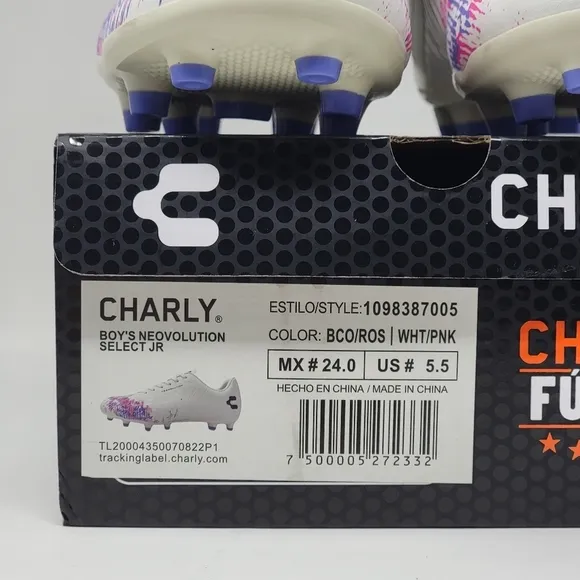 CH
CHARLY®
BOY'S NEOVOLUTION
SELECT JR
ESTILO/STYLE: 1098387005
COLOR: BCO/ROS | WHT/PNK
MX # 24.0 US # 5.5
HECHO EN CHINA / MADE IN CHINA
TL20004350070822P1
trackinglabel.charly.com
7 500005 272332
CH
FÚ